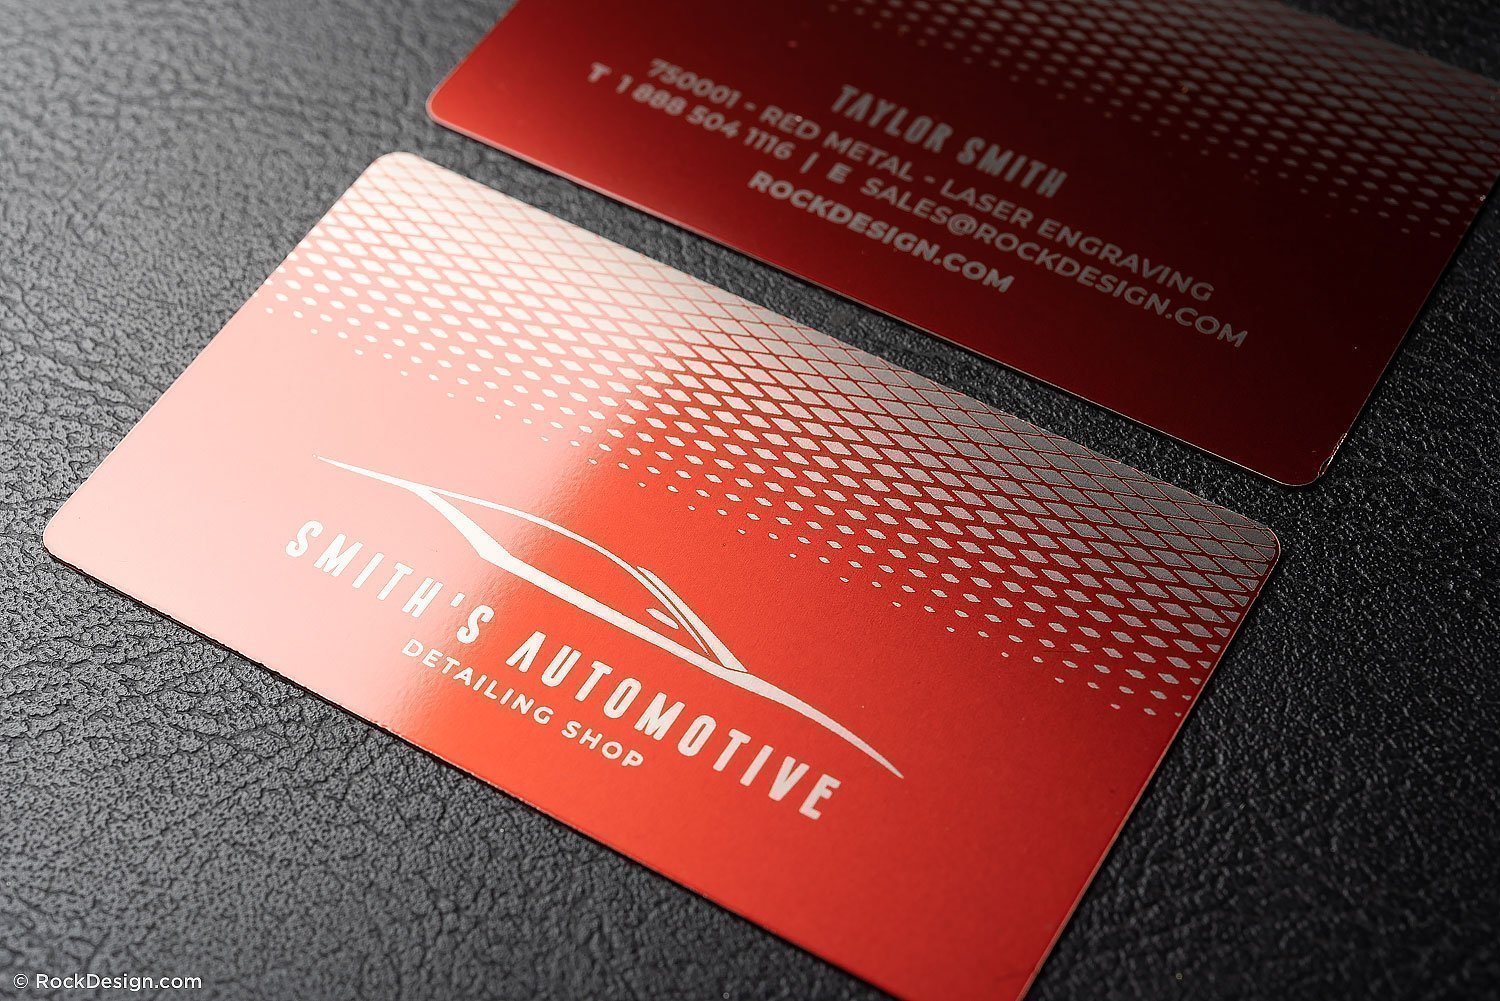 TAYLOR SMITH
750001 - RED METAL - LASER ENGRAVING
T 1 888 504 1116 | E SALES@ROCKDESIGN.COM
ROCKDESIGN.COM
SMITH'S AUTOMOTIVE
DETAILING SHOP
© RockDesign.com